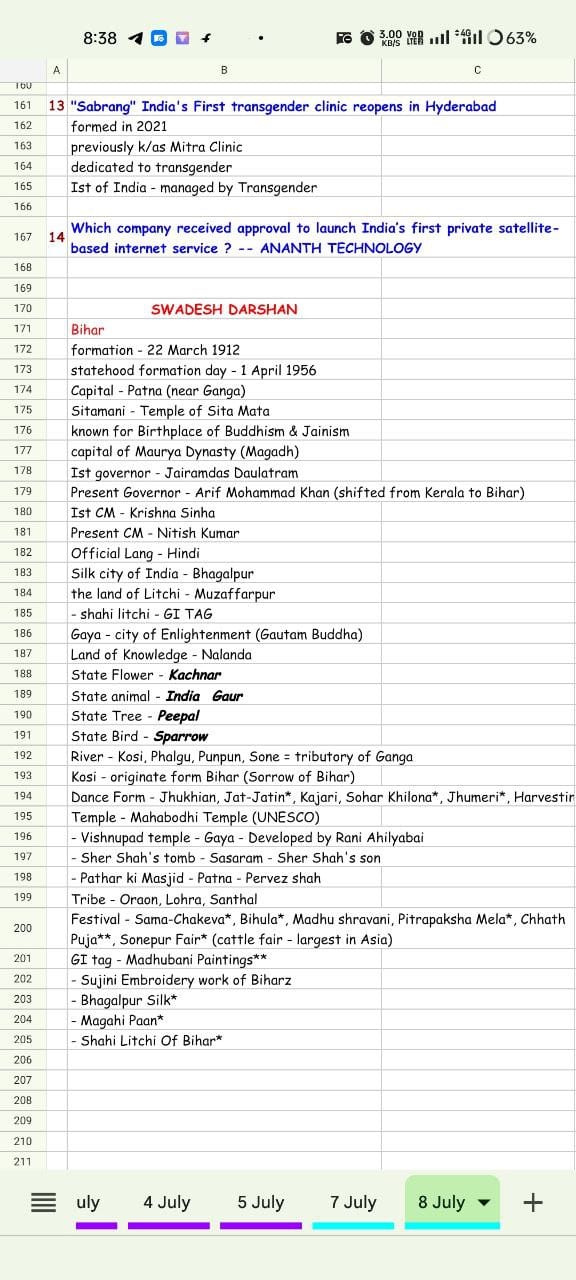 8:38
3.00 KB/S
VoD LTE
4G
63%
A B C
160
161 13 "Sabrang" India's First transgender clinic reopens in Hyderabad
162 formed in 2021
163 previously k/as Mitra Clinic
164 dedicated to transgender
165 Ist of India - managed by Transgender
166
167 14 Which company received approval to launch India's first private satellite-
based internet service ? -- ANANTH TECHNOLOGY
168
169
170 SWADESH DARSHAN
171 Bihar
172 formation - 22 March 1912
173 statehood formation day - 1 April 1956
174 Capital - Patna (near Ganga)
175 Sitamani - Temple of Sita Mata
176 known for Birthplace of Buddhism & Jainism
177 capital of Maurya Dynasty (Magadh)
178 Ist governor - Jairamdas Daulatram
179 Present Governor - Arif Mohammad Khan (shifted from Kerala to Bihar)
180 Ist CM - Krishna Sinha
181 Present CM - Nitish Kumar
182 Official Lang - Hindi
183 Silk city of India - Bhagalpur
184 the land of Litchi - Muzaffarpur
185 - shahi litchi - GI TAG
186 Gaya - city of Enlightenment (Gautam Buddha)
187 Land of Knowledge - Nalanda
188 State Flower - Kachnar
189 State animal - India Gaur
190 State Tree - Peepal
191 State Bird - Sparrow
192 River - Kosi, Phalgu, Punpun, Sone = tributory of Ganga
193 Kosi - originate form Bihar (Sorrow of Bihar)
194 Dance Form - Jhukhian, Jat-Jatin*, Kajari, Sohar Khilona*, Jhumeri*, Harvestin
195 Temple - Mahabodhi Temple (UNESCO)
196 - Vishnupad temple - Gaya - Developed by Rani Ahilyabai
197 - Sher Shah's tomb - Sasaram - Sher Shah's son
198 - Pathar ki Masjid - Patna - Pervez shah
199 Tribe - Oraon, Lohra, Santhal
200 Festival - Sama-Chakeva*, Bihula*, Madhu shravani, Pitrapaksha Mela*, Chhath
Puja**, Sonepur Fair* (cattle fair - largest in Asia)
201 GI tag - Madhubani Paintings**
202 - Sujini Embroidery work of Biharz
203 - Bhagalpur Silk*
204 - Magahi Paan*
205 - Shahi Litchi Of Bihar*
206
207
208
209
210
211
uly 4 July 5 July 7 July 8 July